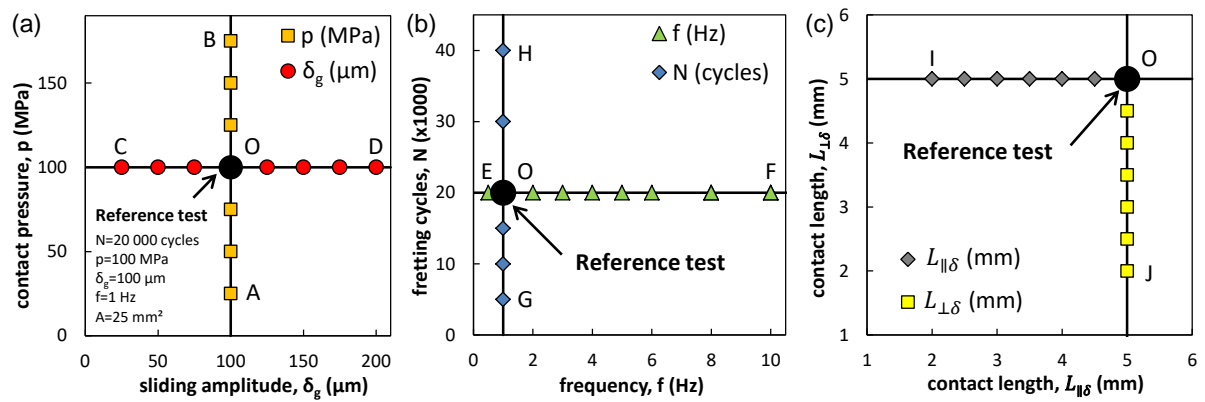 (a)
contact pressure, p (MPa)
150
100
50
0
0
50
100
150
200
sliding amplitude, δg (µm)
B
p (MPa)
δg (µm)
C
O
D
A
Reference test
N=20 000 cycles
p=100 MPa
δg=100 µm
f=1 Hz
A=25 mm²
(b)
fretting cycles, N (x1000)
40
30
20
10
0
0
2
4
6
8
10
frequency, f (Hz)
f (Hz)
N (cycles)
H
E
O
F
Reference test
G
(c)
contact length, L⊥δ (mm)
6
5
4
3
2
1
1
2
3
4
5
6
contact length, L∥δ (mm)
I
O
Reference test
L∥δ (mm)
L⊥δ (mm)
J